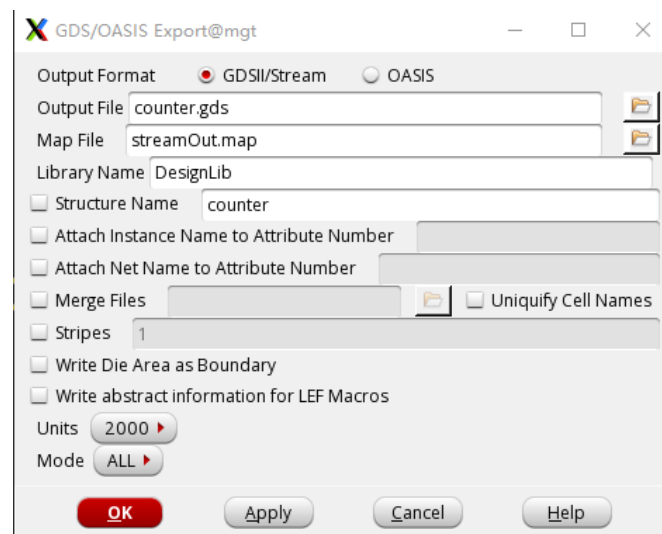 GDS/OASIS Export@mgt
Output Format GDSII/Stream OASIS
Output File counter.gds
Map File streamOut.map
Library Name DesignLib
Structure Name counter
Attach Instance Name to Attribute Number
Attach Net Name to Attribute Number
Merge Files Uniquify Cell Names
Stripes 1
Write Die Area as Boundary
Write abstract information for LEF Macros
Units 2000
Mode ALL
OK Apply Cancel Help